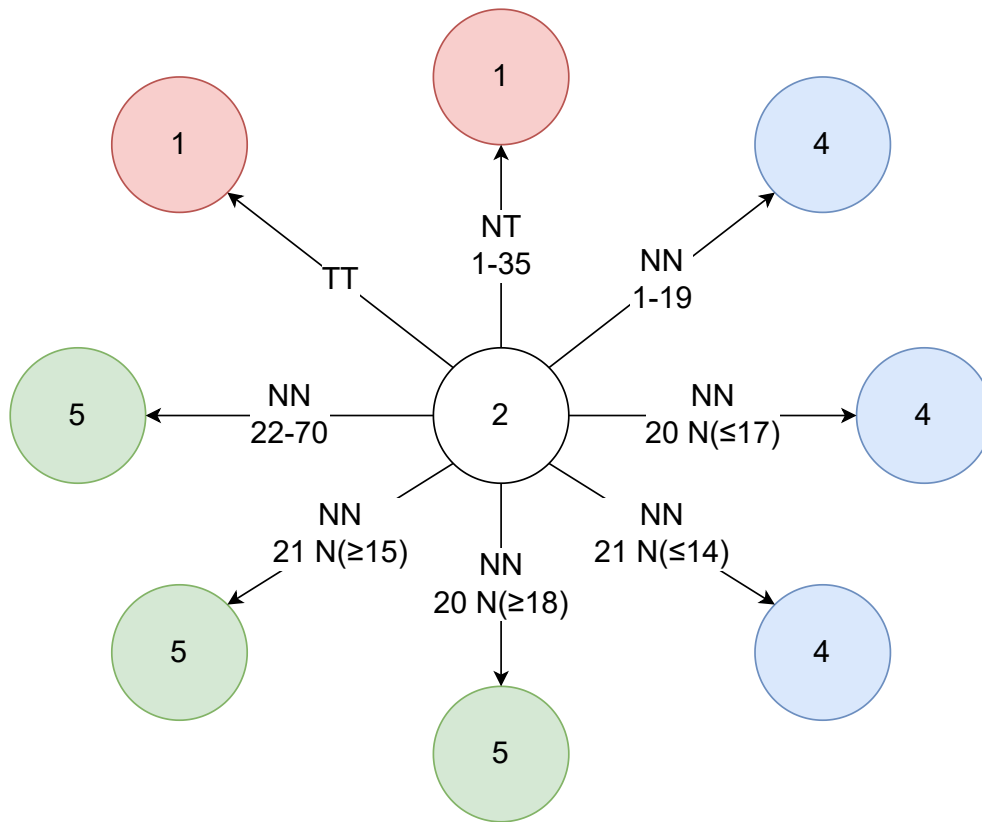 1
1
4
NT
1-35
NN
1-19
TT
5
NN
22-70
2
NN
20 N(≤17)
4
NN
21 N(≥15)
NN
20 N(≥18)
NN
21 N(≤14)
5
5
4